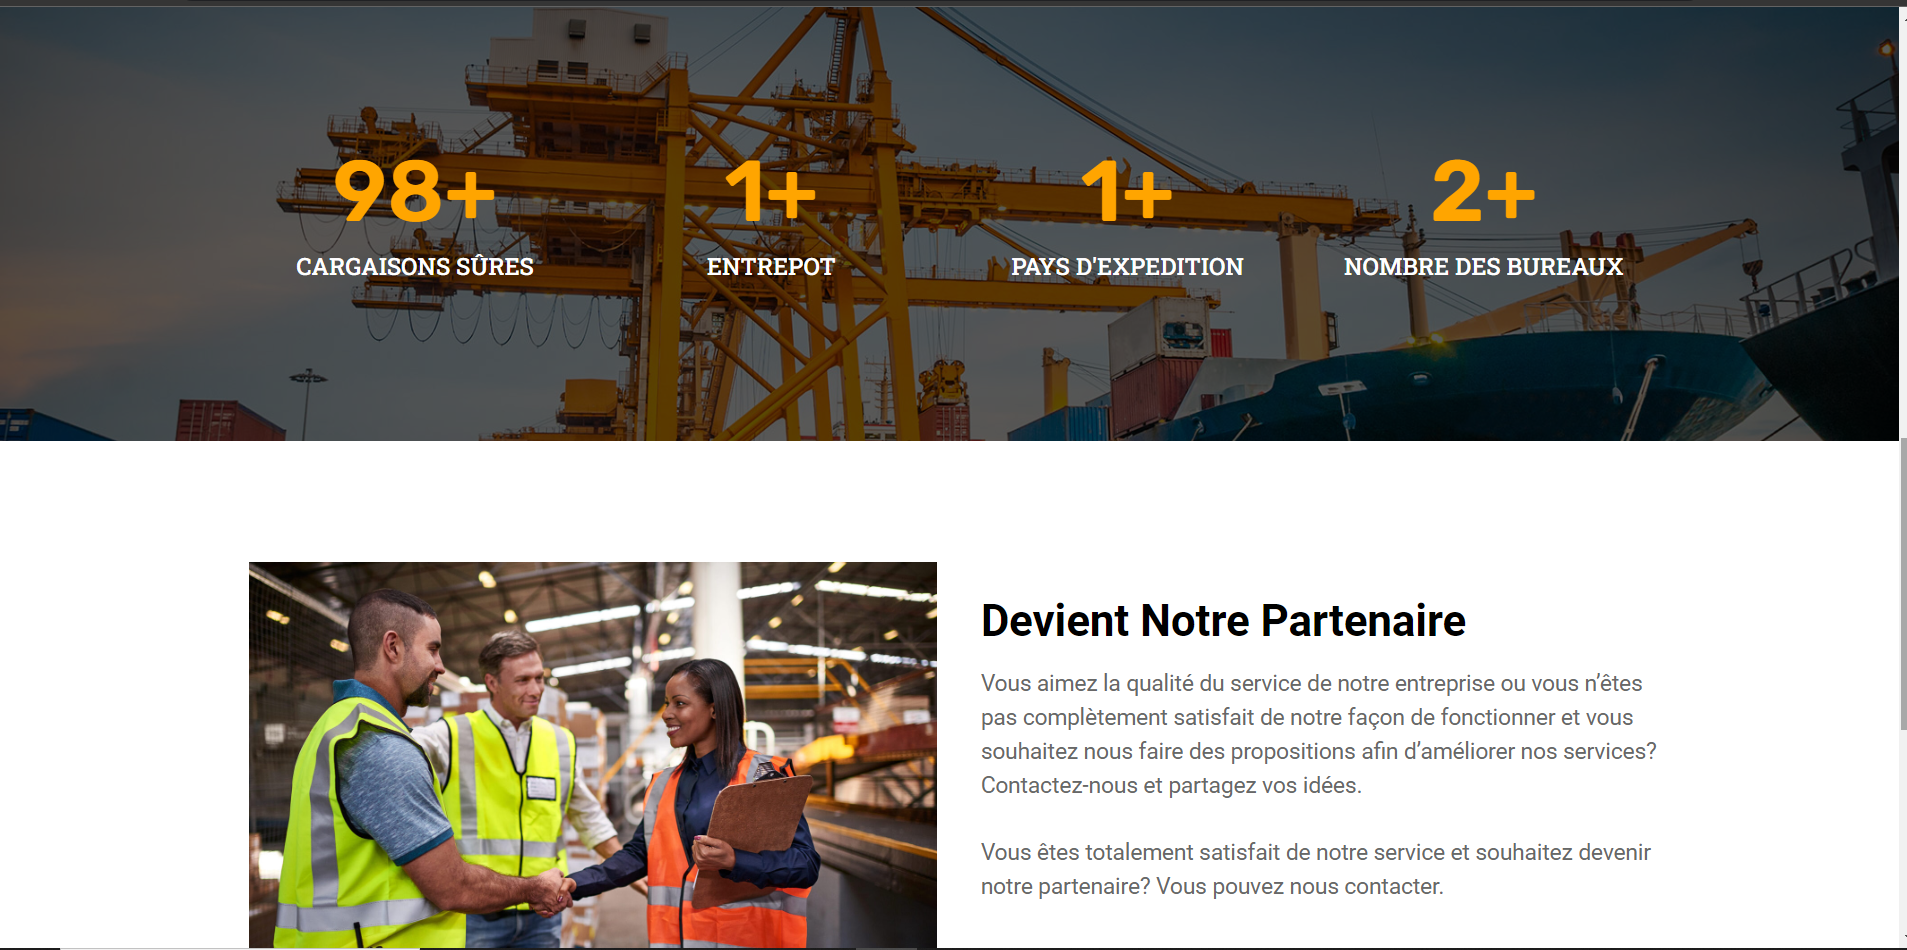 98+
1+
1+
2+
CARGAISONS SÛRES
ENTREPOT
PAYS D'EXPEDITION
NOMBRE DES BUREAUX
Devient Notre Partenaire
Vous aimez la qualité du service de notre entreprise ou vous n’êtes
pas complètement satisfait de notre façon de fonctionner et vous
souhaitez nous faire des propositions afin d’améliorer nos services?
Contactez-nous et partagez vos idées.
Vous êtes totalement satisfait de notre service et souhaitez devenir
notre partenaire? Vous pouvez nous contacter.